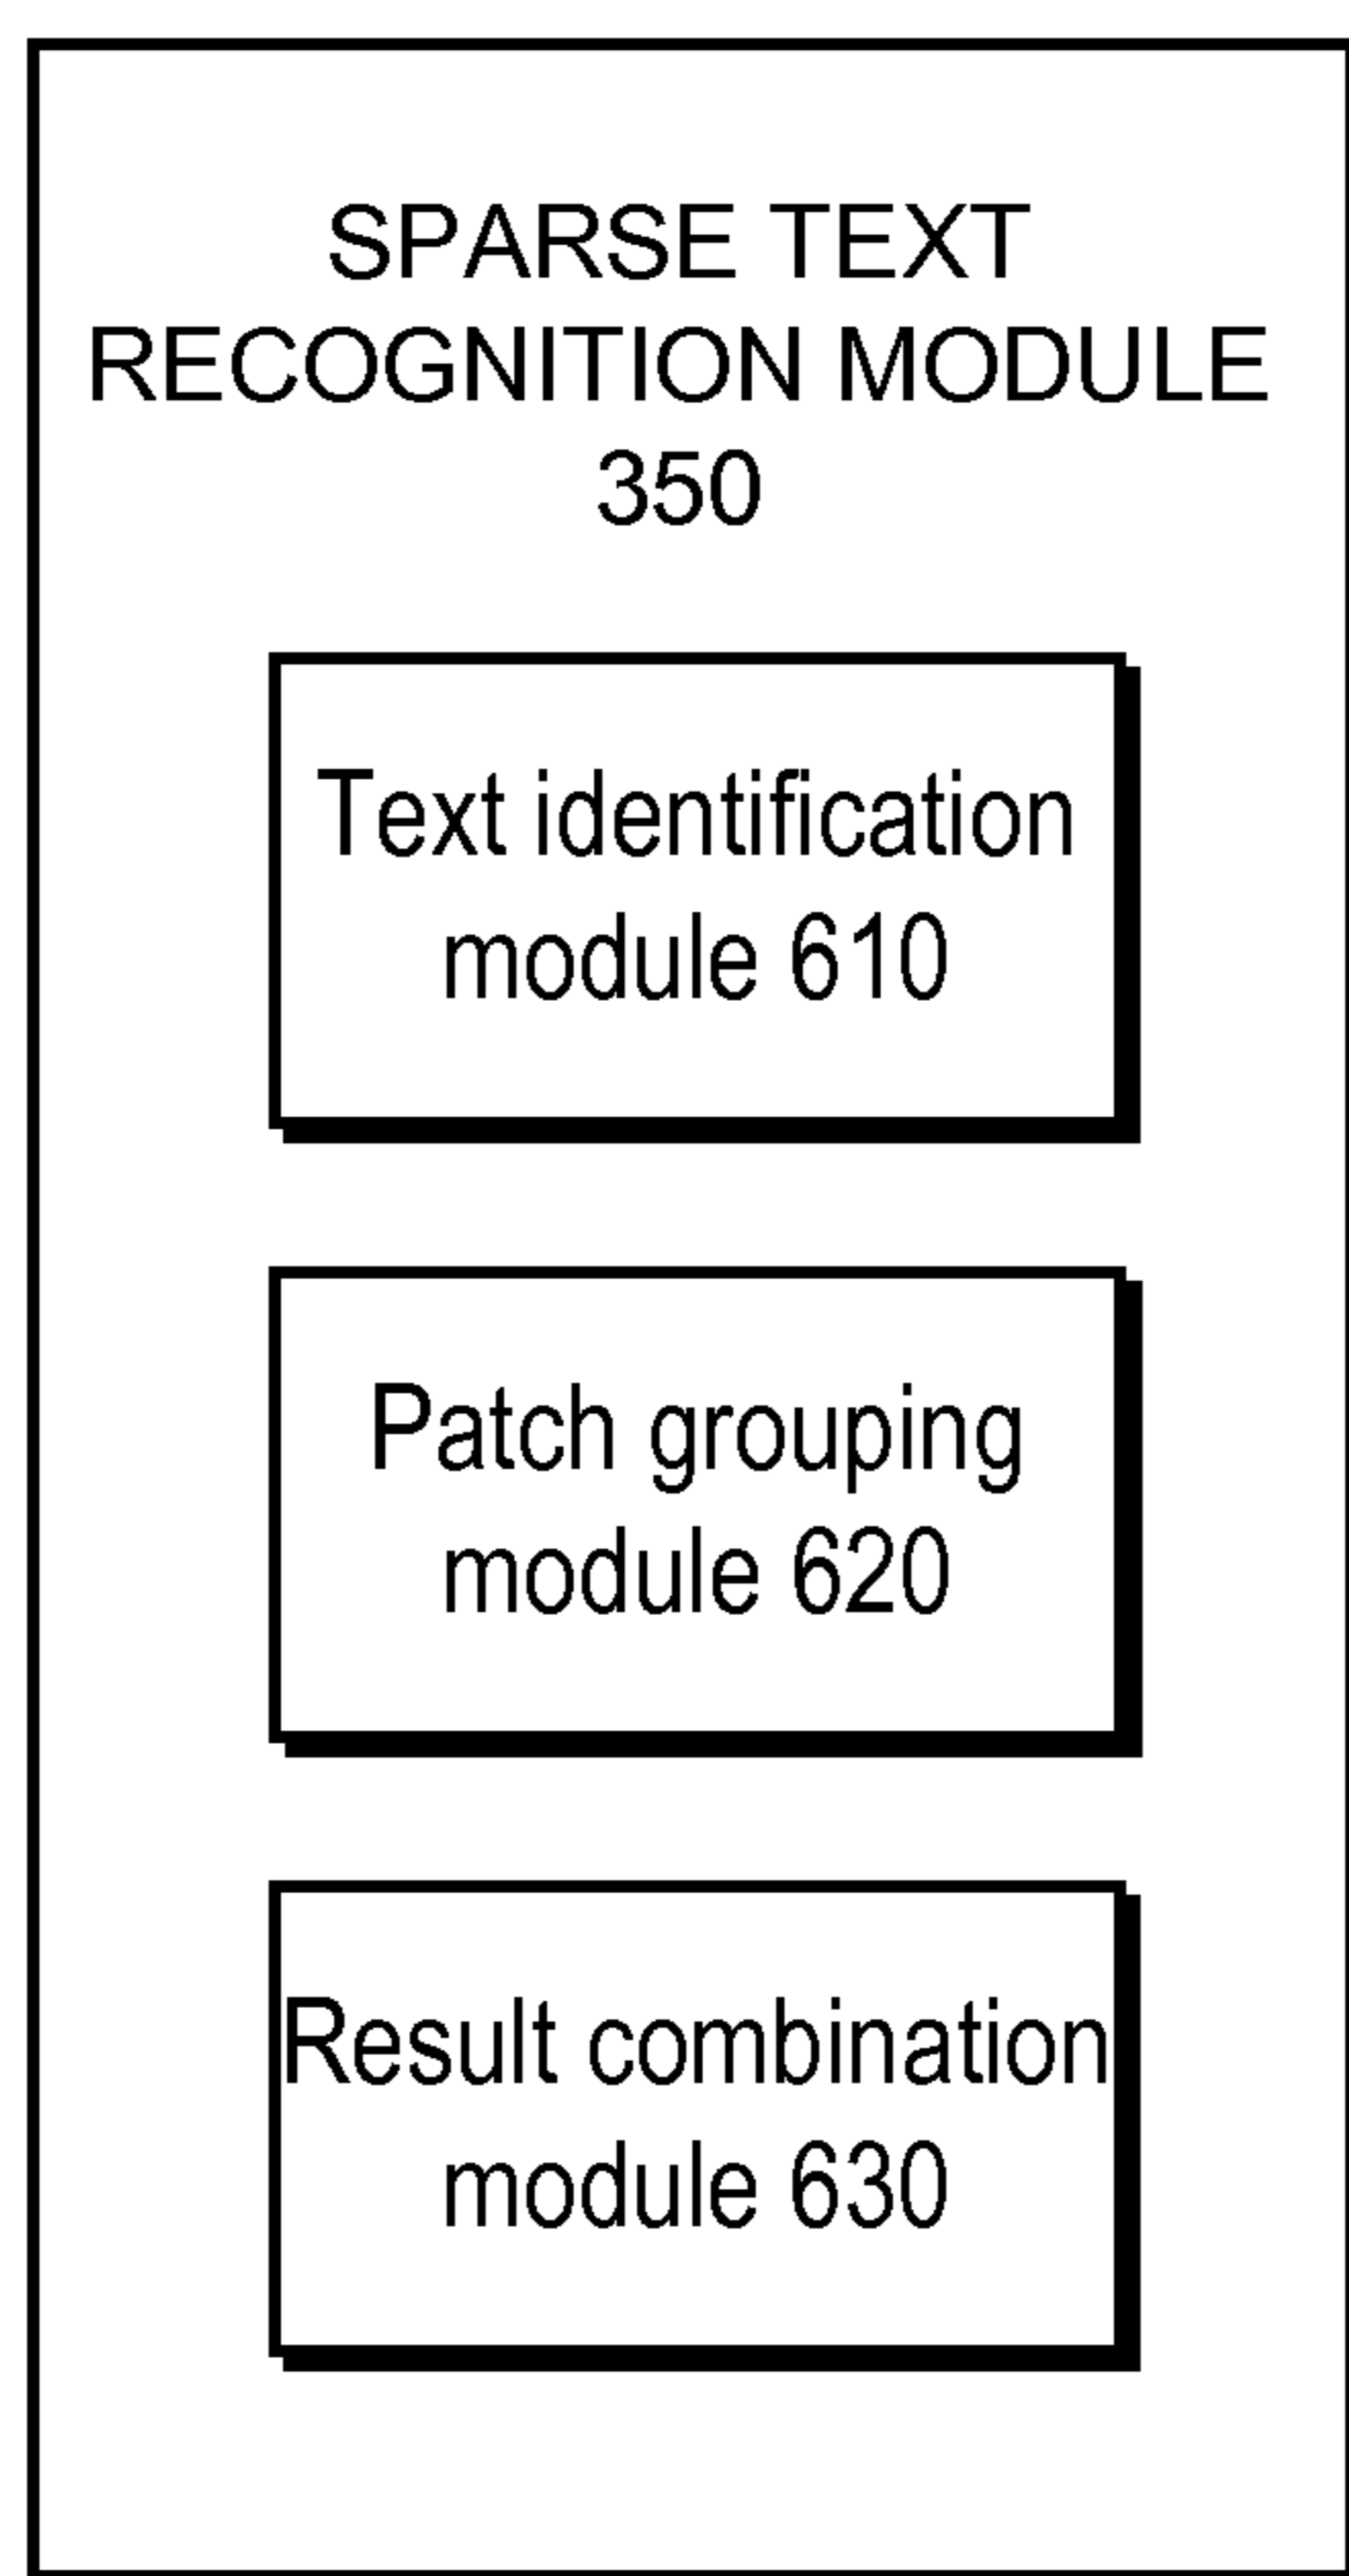 SPARSE TEXT
RECOGNITION MODULE
350
Text identification
module 610
Patch grouping
module 620
Result combination
module 630